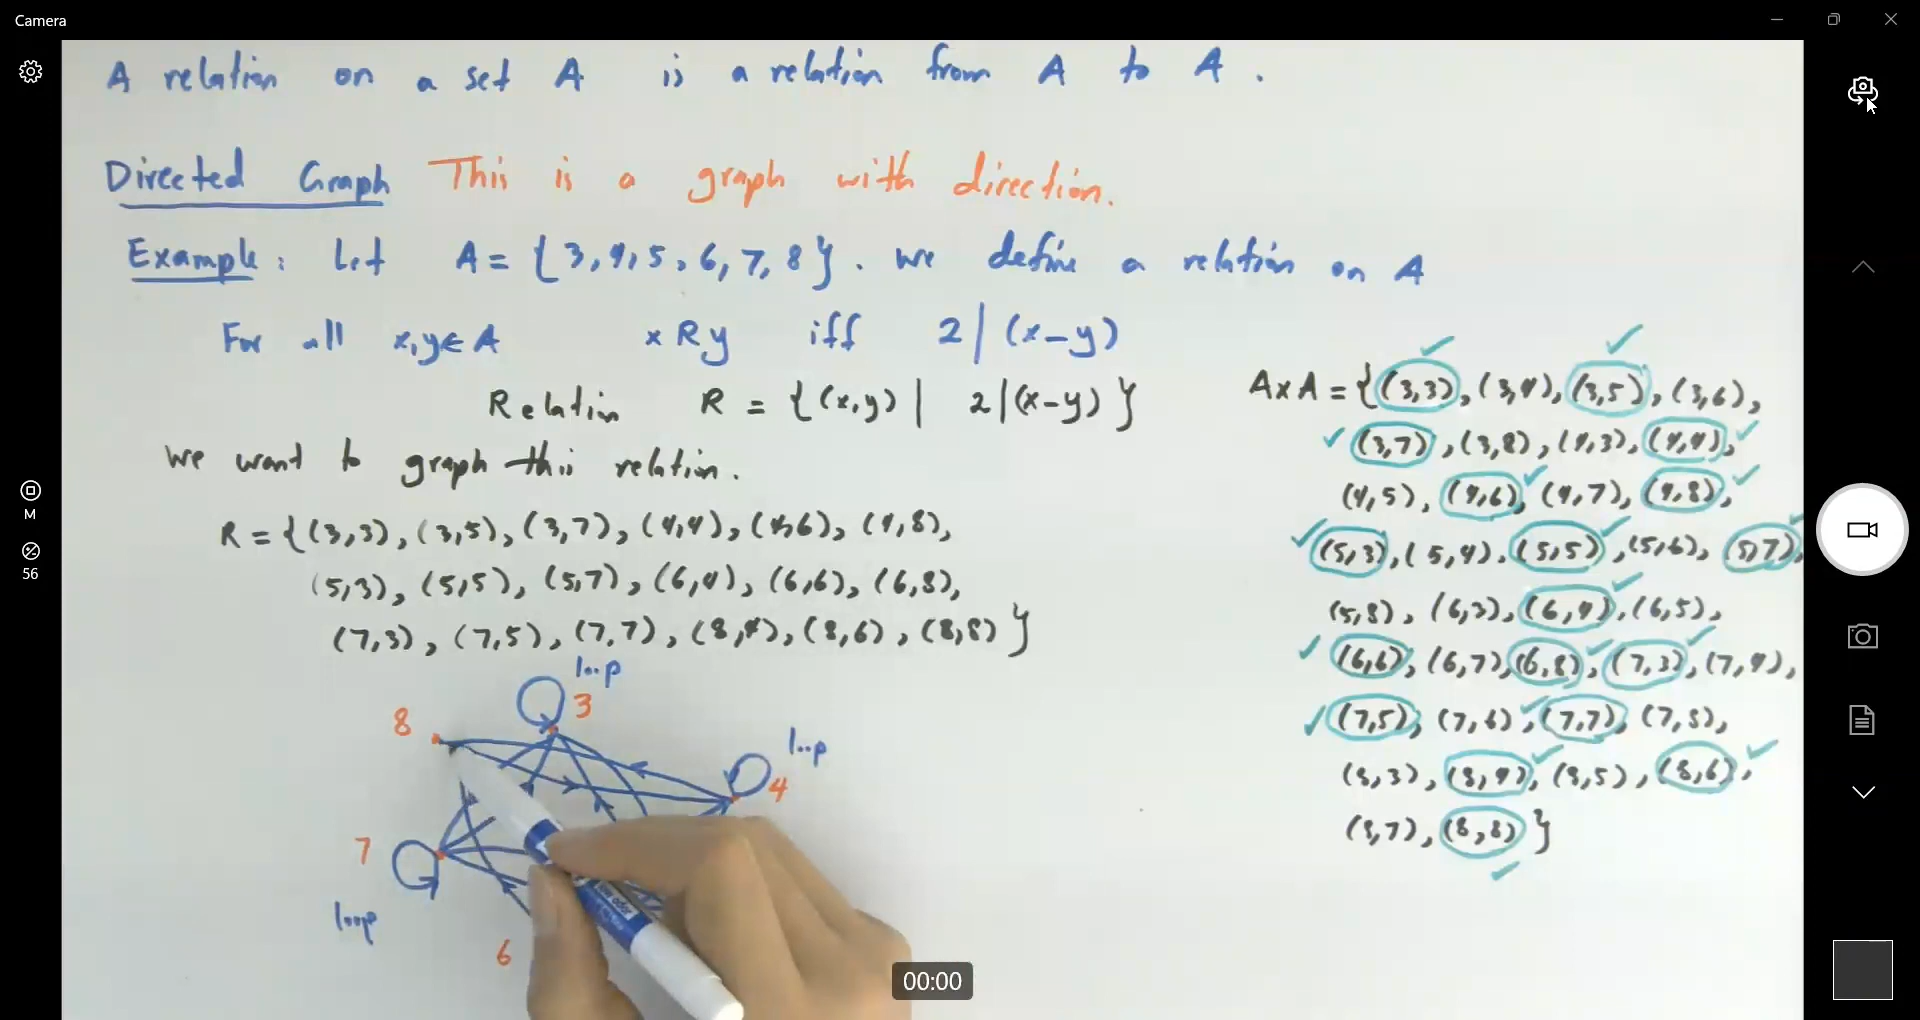 Camera
A relation on a set A is a relation from A to A.
Directed Graph This is a graph with direction.
Example: Let A = {3,4,5,6,7,8}. we define a relation on A
For all x,y∈A x R y iff 2|(x-y)
Relation R = {(x,y) | 2|(x-y)}
We want to graph this relation.
R = {(3,3), (3,5), (3,7), (4,4), (4,6), (4,8),
(5,3), (5,5), (5,7), (6,4), (6,6), (6,8),
(7,3), (7,5), (7,7), (8,4), (8,6), (8,8)}
A×A = {(3,3), (3,4), (3,5), (3,6),
(3,7), (3,8), (4,3), (4,4),
(4,5), (4,6), (4,7), (4,8),
(5,3), (5,4), (5,5), (5,6), (5,7),
(5,8), (6,3), (6,4), (6,5),
(6,6), (6,7), (6,8), (7,3), (7,4),
(7,5), (7,6), (7,7), (7,8),
(8,3), (8,4), (8,5), (8,6),
(8,7), (8,8)}
loop
3
8
loop
4
7
loop
6
M
56
00:00